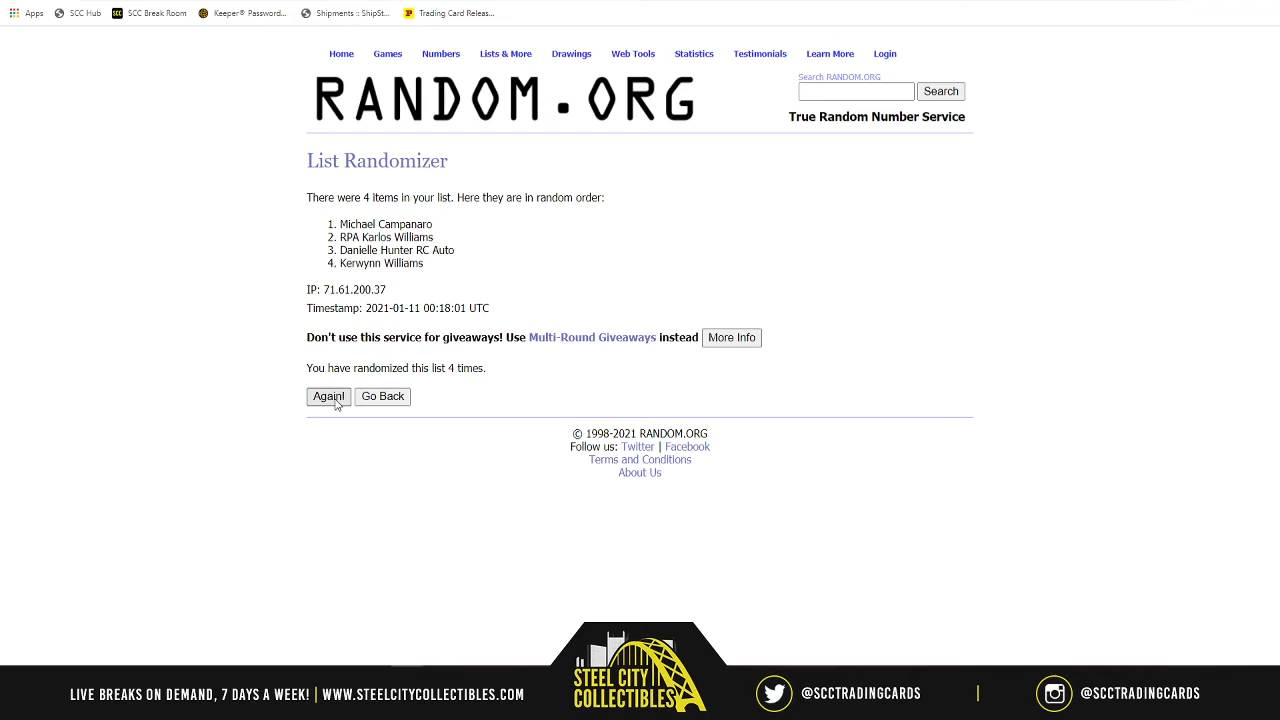 Apps SCC Hub SCC Break Room Keeper® Password... Shipments :: ShipSt... Trading Card Releas...
Home Games Numbers Lists & More Drawings Web Tools Statistics Testimonials Learn More Login
RANDOM.ORG
Search RANDOM.ORG
Search
True Random Number Service
List Randomizer
There were 4 items in your list. Here they are in random order:
1. Michael Campanaro
2. RPA Karlos Williams
3. Danielle Hunter RC Auto
4. Kerwynn Williams
IP: 71.61.200.37
Timestamp: 2021-01-11 00:18:01 UTC
Don't use this service for giveaways! Use Multi-Round Giveaways instead More Info
You have randomized this list 4 times.
Again! Go Back
© 1998-2021 RANDOM.ORG
Follow us: Twitter | Facebook
Terms and Conditions
About Us
LIVE BREAKS ON DEMAND, 7 DAYS A WEEK! | WWW.STEELCITYCOLLECTIBLES.COM
STEEL CITY
COLLECTIBLES
@SCCTRADINGCARDS | @SCCTRADINGCARDS